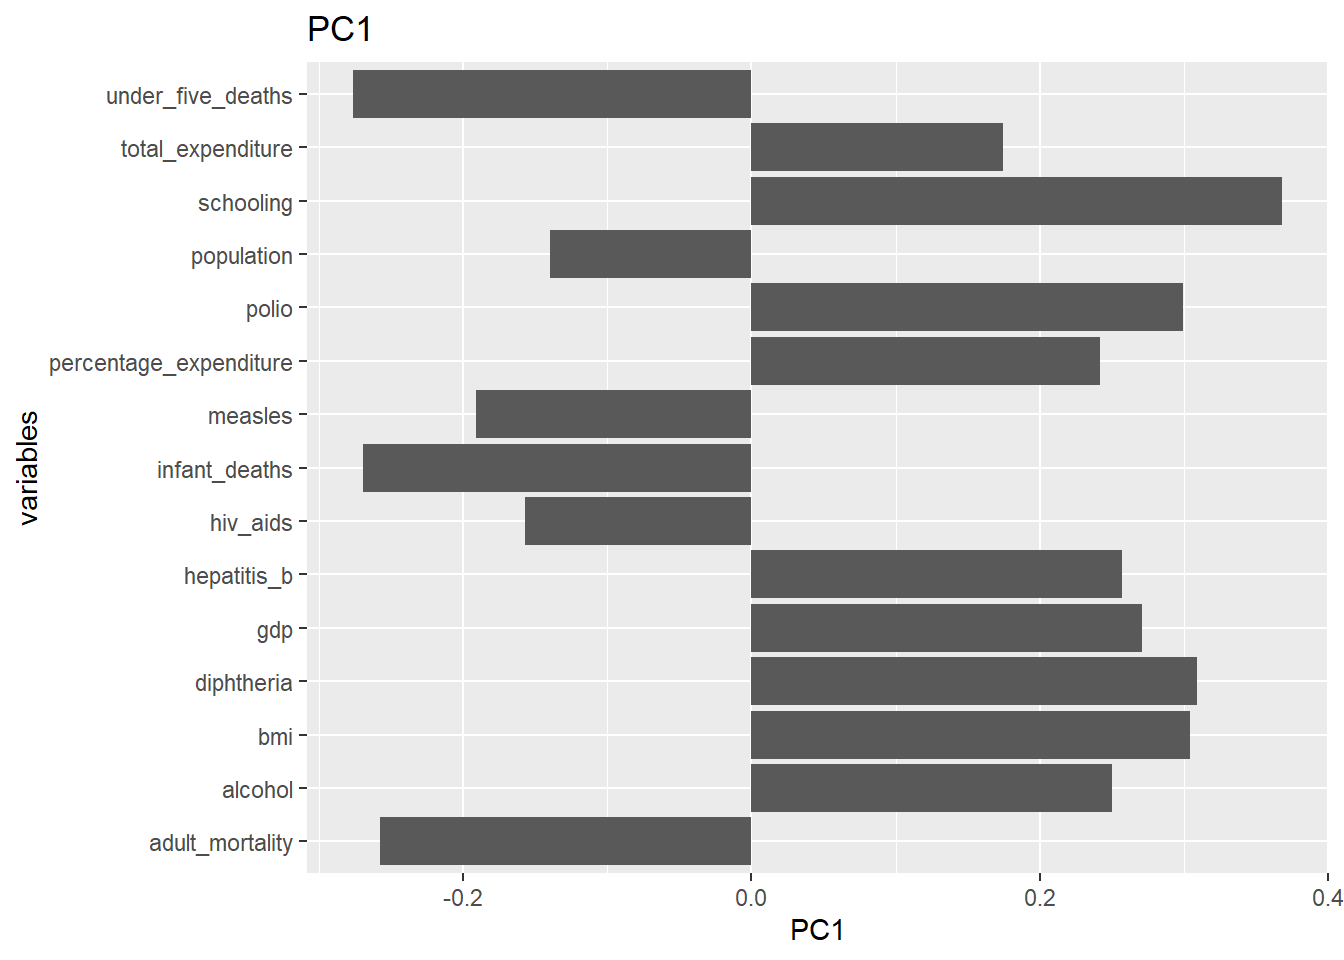 PC1
under_five_deaths
total_expenditure
schooling
population
polio
percentage_expenditure
measles
infant_deaths
hiv_aids
hepatitis_b
gdp
diphtheria
bmi
alcohol
adult_mortality
variables
-0.2 0.0 0.2 0.4
PC1